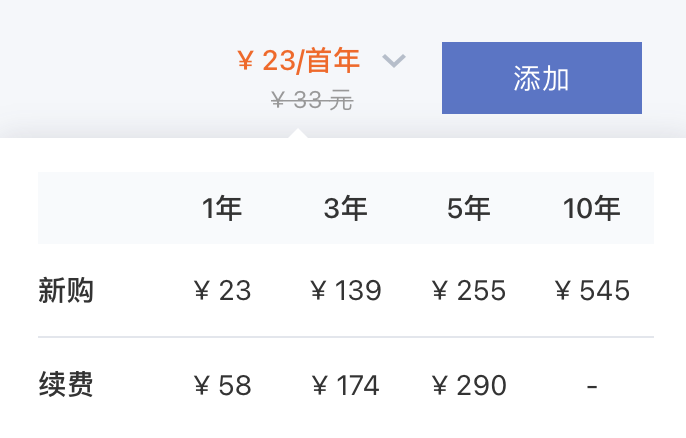 ¥ 23/首年
添加
¥ 33 元
1年 3年 5年 10年
新购 ¥ 23 ¥ 139 ¥ 255 ¥ 545
续费 ¥ 58 ¥ 174 ¥ 290 -